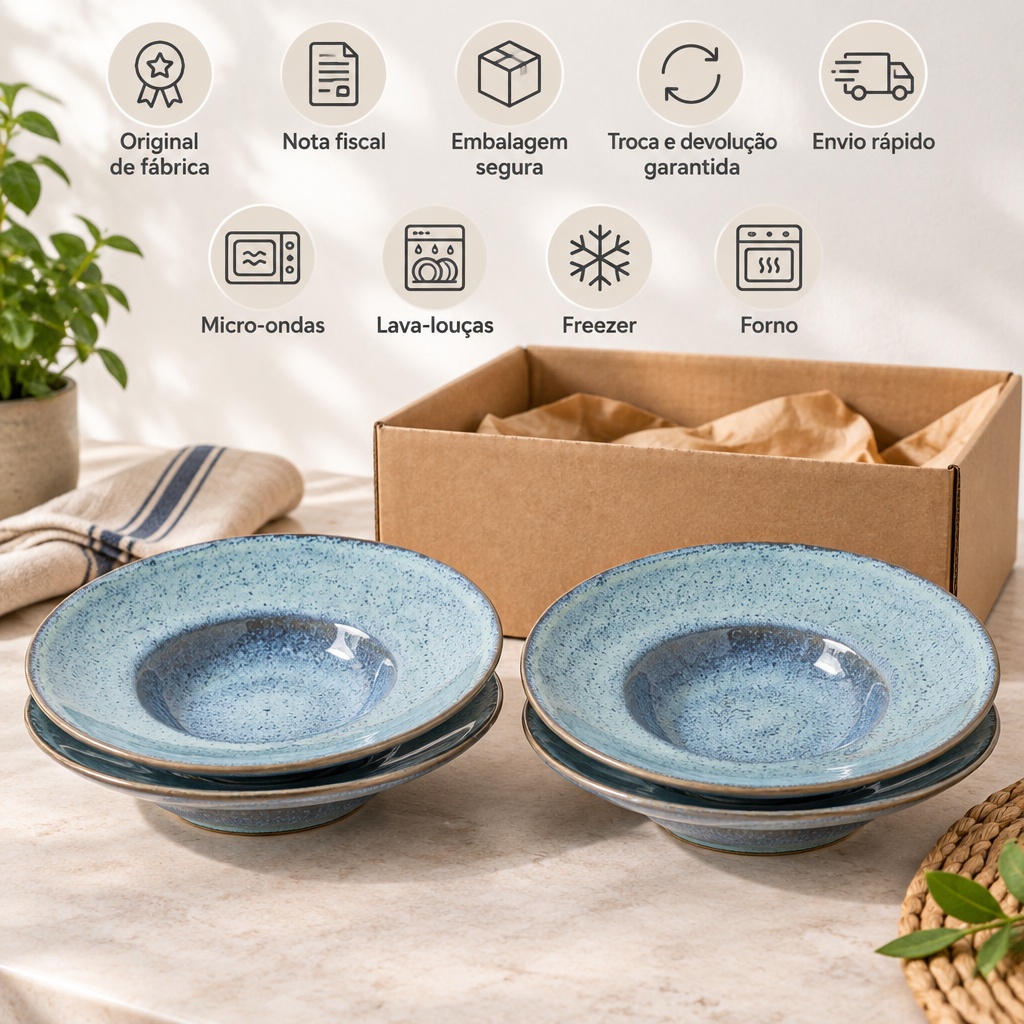 Original
de fábrica
Nota fiscal
Embalagem
segura
Troca e devolução
garantida
Envio rápido
Micro-ondas
Lava-louças
Freezer
Forno